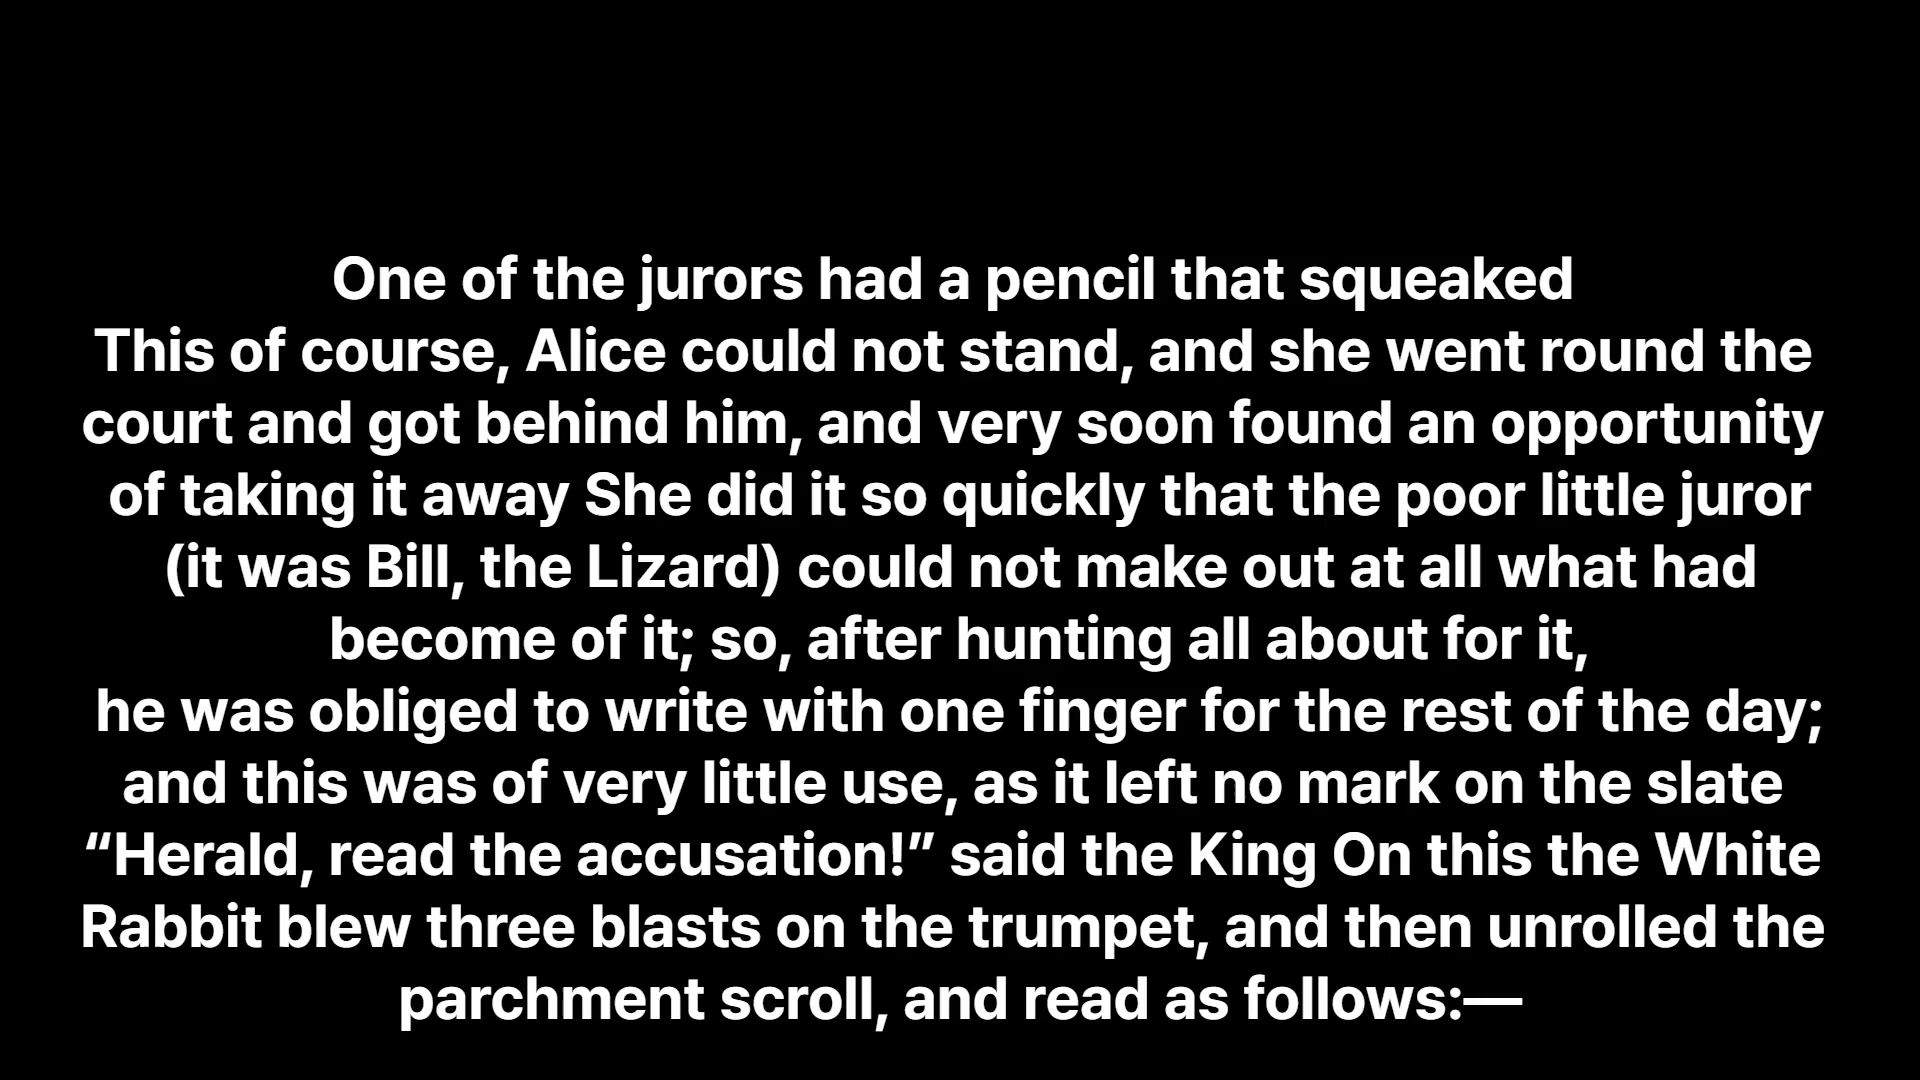 One of the jurors had a pencil that squeaked
This of course, Alice could not stand, and she went round the
court and got behind him, and very soon found an opportunity
of taking it away She did it so quickly that the poor little juror
(it was Bill, the Lizard) could not make out at all what had
become of it; so, after hunting all about for it,
he was obliged to write with one finger for the rest of the day;
and this was of very little use, as it left no mark on the slate
“Herald, read the accusation!” said the King On this the White
Rabbit blew three blasts on the trumpet, and then unrolled the
parchment scroll, and read as follows:—